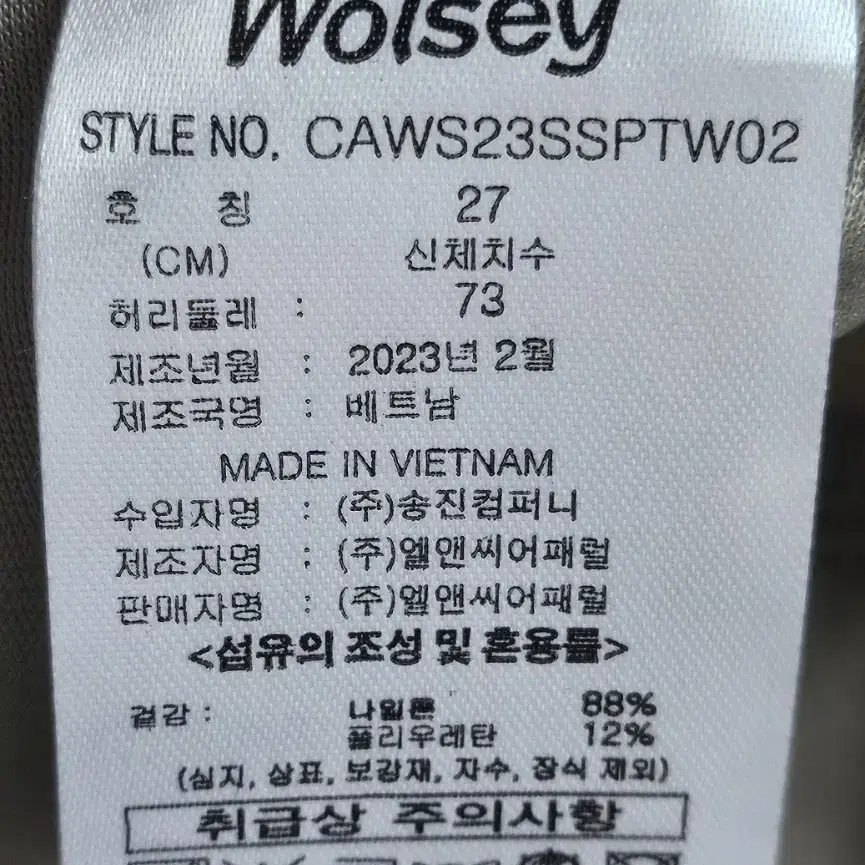 Wolsey
STYLE NO. CAWS23SSPTW02
호 칭 27
(CM) 신체치수
허리둘레 : 73
제조년월 : 2023년 2월
제조국명 : 베트남
MADE IN VIETNAM
수입자명 : (주)송진컴퍼니
제조자명 : (주)엘앤씨어패럴
판매자명 : (주)엘앤씨어패럴
<섬유의 조성 및 혼용률>
겉감 : 나일론 88%
폴리우레탄 12%
(심지, 상표, 보강재, 자수, 장식 제외)
취급상 주의사항